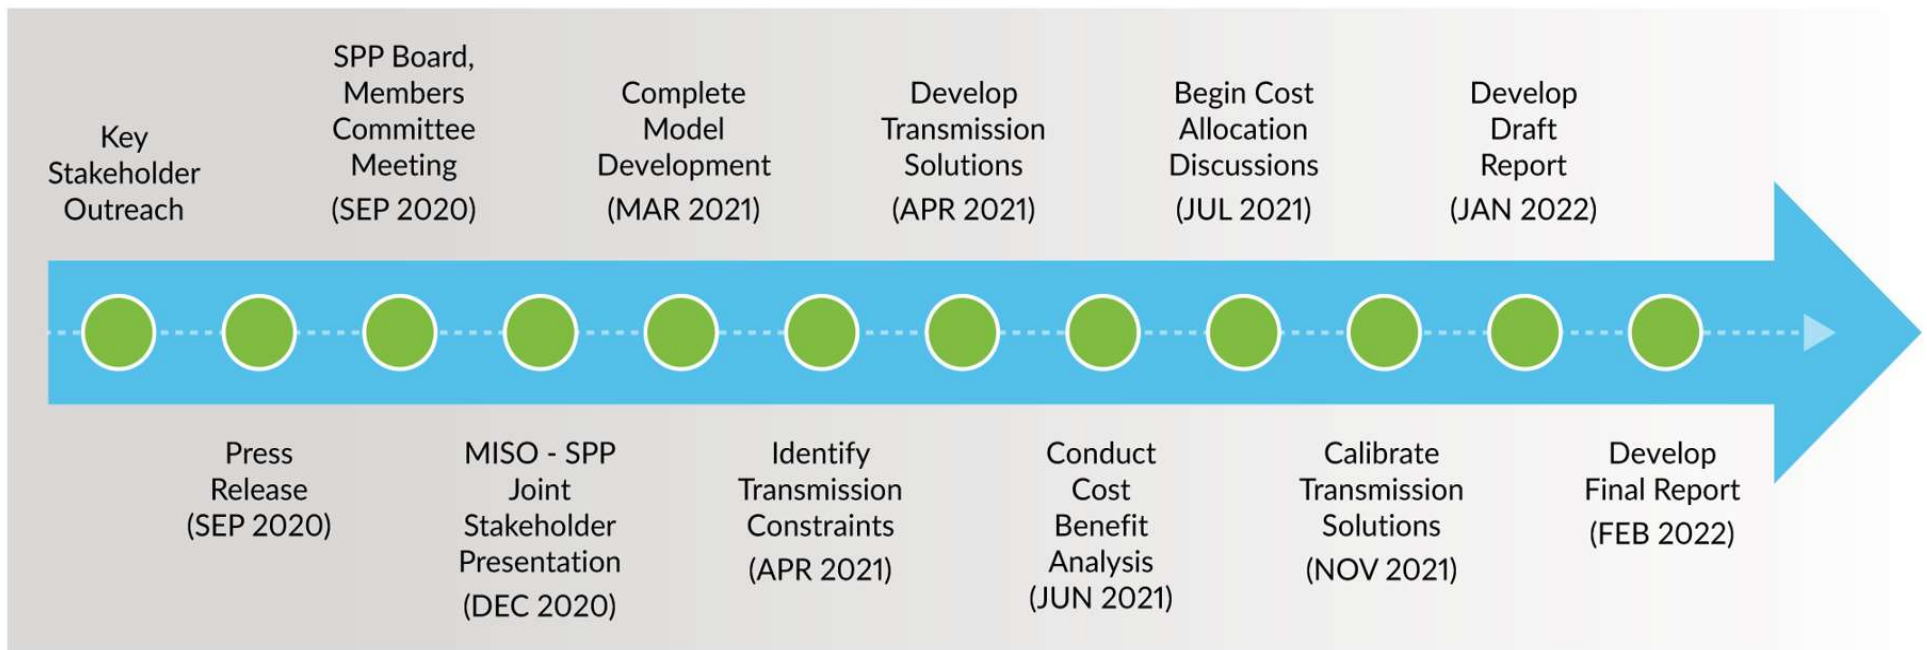 Key
Stakeholder
Outreach
Press
Release
(SEP 2020)
SPP Board,
Members
Committee
Meeting
(SEP 2020)
MISO - SPP
Joint
Stakeholder
Presentation
(DEC 2020)
Complete
Model
Development
(MAR 2021)
Identify
Transmission
Constraints
(APR 2021)
Develop
Transmission
Solutions
(APR 2021)
Conduct
Cost
Benefit
Analysis
(JUN 2021)
Begin Cost
Allocation
Discussions
(JUL 2021)
Calibrate
Transmission
Solutions
(NOV 2021)
Develop
Draft
Report
(JAN 2022)
Develop
Final Report
(FEB 2022)